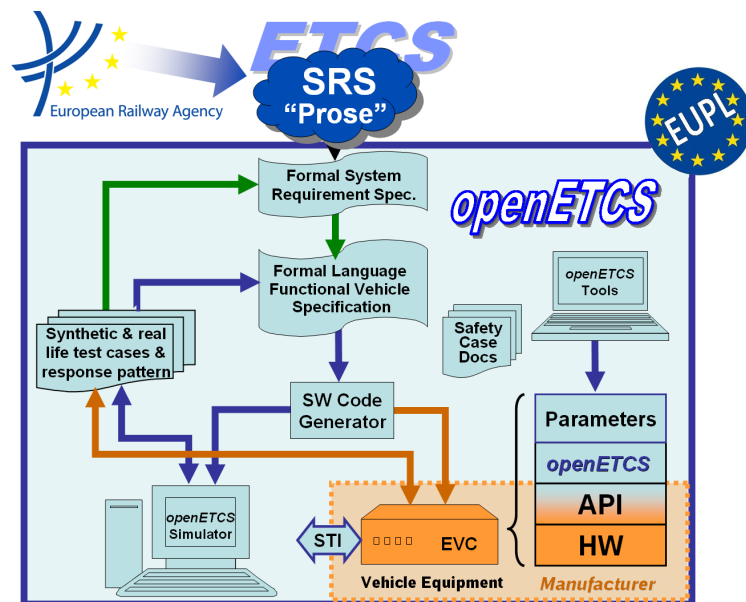 ETCS
SRS
"Prose"
European Railway Agency
EUPL
Formal System
Requirement Spec.
openETCS
Formal Language
Functional Vehicle
Specification
openETCS
Tools
Synthetic & real
life test cases &
response pattern
Safety
Case
Docs
SW Code
Generator
Parameters
openETCS
API
HW
openETCS
Simulator
STI
EVC
Vehicle Equipment
Manufacturer